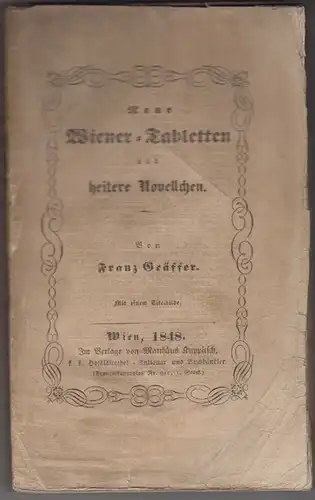 Neue
Wiener-Tabletten
und
heitere Novellchen.
Von
Franz Gräffer.
Mit einem Titelbilde.
Wien, 1848.
Im Verlage von Matthäus Kuppitsch,
k. k. Hofbibliothek-Antiquar und Buchhändler